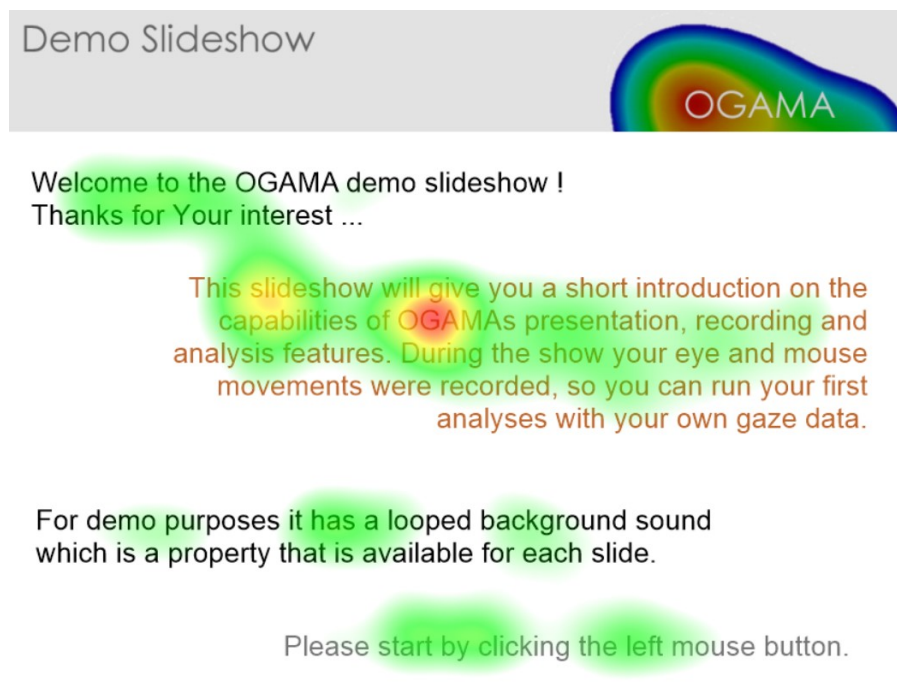 Demo Slideshow
OGAMA
Welcome to the OGAMA demo slideshow !
Thanks for Your interest ...
This slideshow will give you a short introduction on the
capabilities of OGAMAs presentation, recording and
analysis features. During the show your eye and mouse
movements were recorded, so you can run your first
analyses with your own gaze data.
For demo purposes it has a looped background sound
which is a property that is available for each slide.
Please start by clicking the left mouse button.